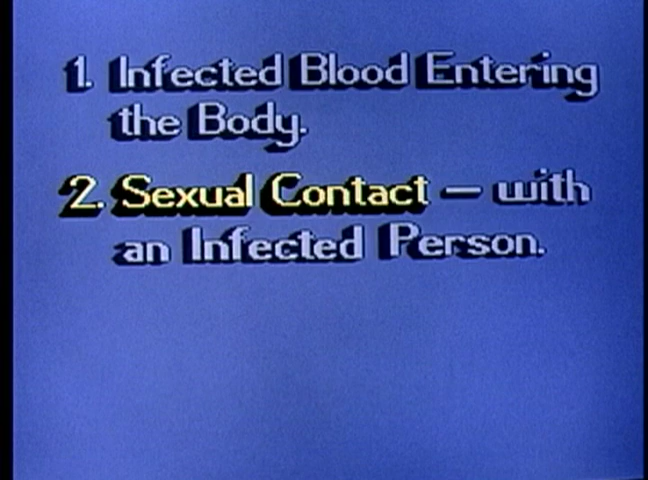 1. Infected Blood Entering
the Body.
2. Sexual Contact — with
an Infected Person.